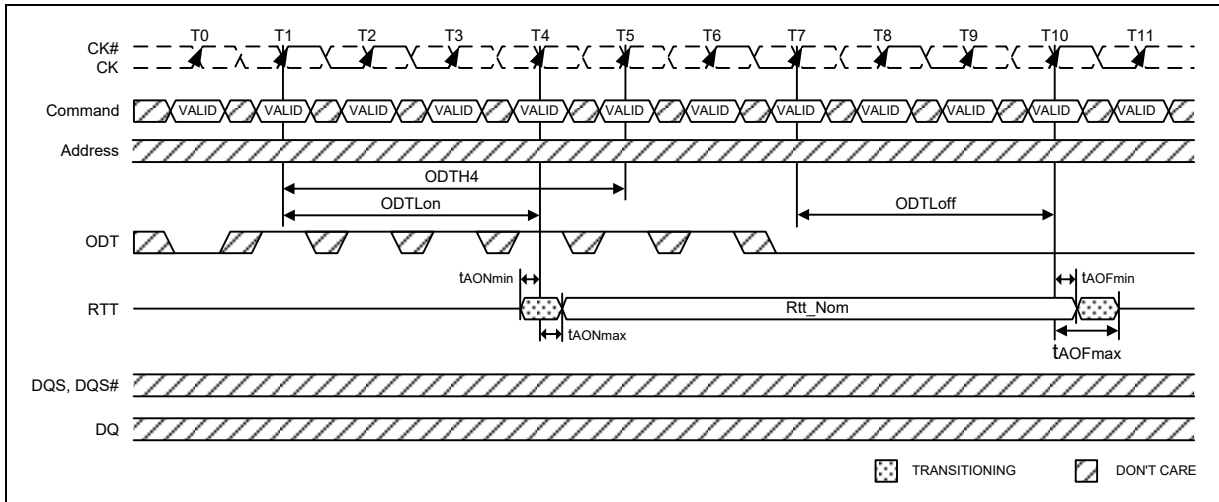 T0 T1 T2 T3 T4 T5 T6 T7 T8 T9 T10 T11
CK#
CK
Command VALID VALID VALID VALID VALID VALID VALID VALID VALID VALID VALID VALID
Address
ODTH4
ODTLon ODTLoff
ODT
tAONmin tAOFmin
RTT Rtt_Nom
tAONmax
tAOFmax
DQS, DQS#
DQ
TRANSITIONING DON'T CARE